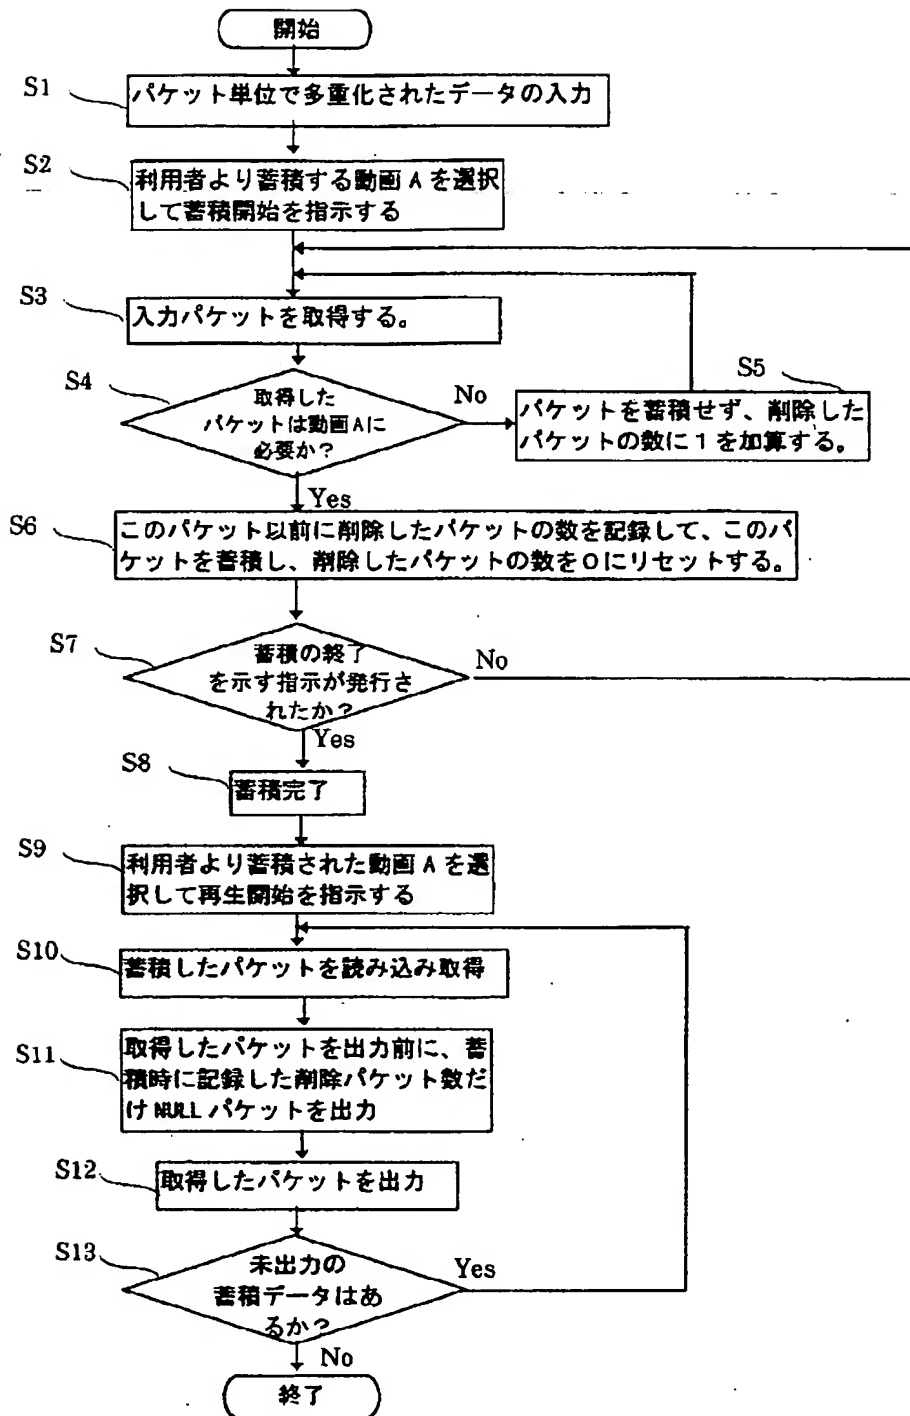 開始
S1
パケット単位で多重化されたデータの入力
S2
利用者より蓄積する動画 A を選択
して蓄積開始を指示する
S3
入力パケットを取得する。
S4
取得した
パケットは動画Aに
必要か?
No
S5
パケットを蓄積せず、削除した
パケットの数に1を加算する。
Yes
S6
このパケット以前に削除したパケットの数を記録して、このパ
ケットを蓄積し、削除したパケットの数を0にリセットする。
S7
蓄積の終了
を示す指示が発行さ
れたか?
No
Yes
S8
蓄積完了
S9
利用者より蓄積された動画 A を選
択して再生開始を指示する
S10
蓄積したパケットを読み込み取得
S11
取得したパケットを出力前に、蓄
積時に記録した削除パケット数だ
け NULL パケットを出力
S12
取得したパケットを出力
S13
未出力の
蓄積データはあ
るか?
Yes
No
終了